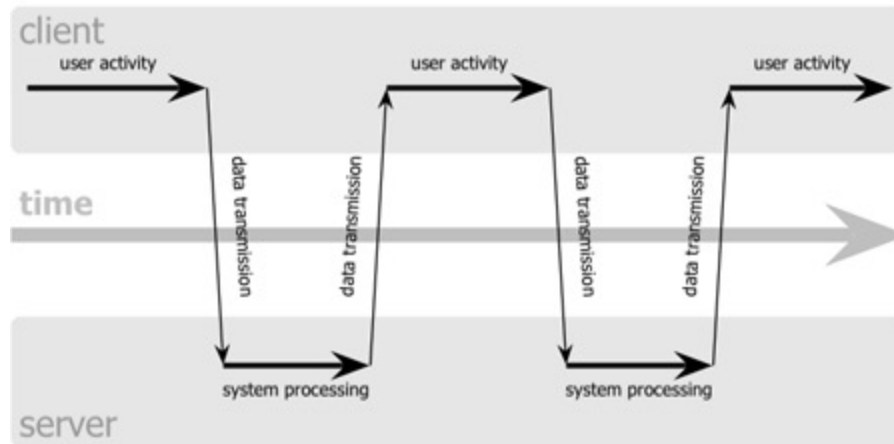 client
user activity
user activity
user activity
data transmission
data transmission
data transmission
data transmission
time
system processing
system processing
server